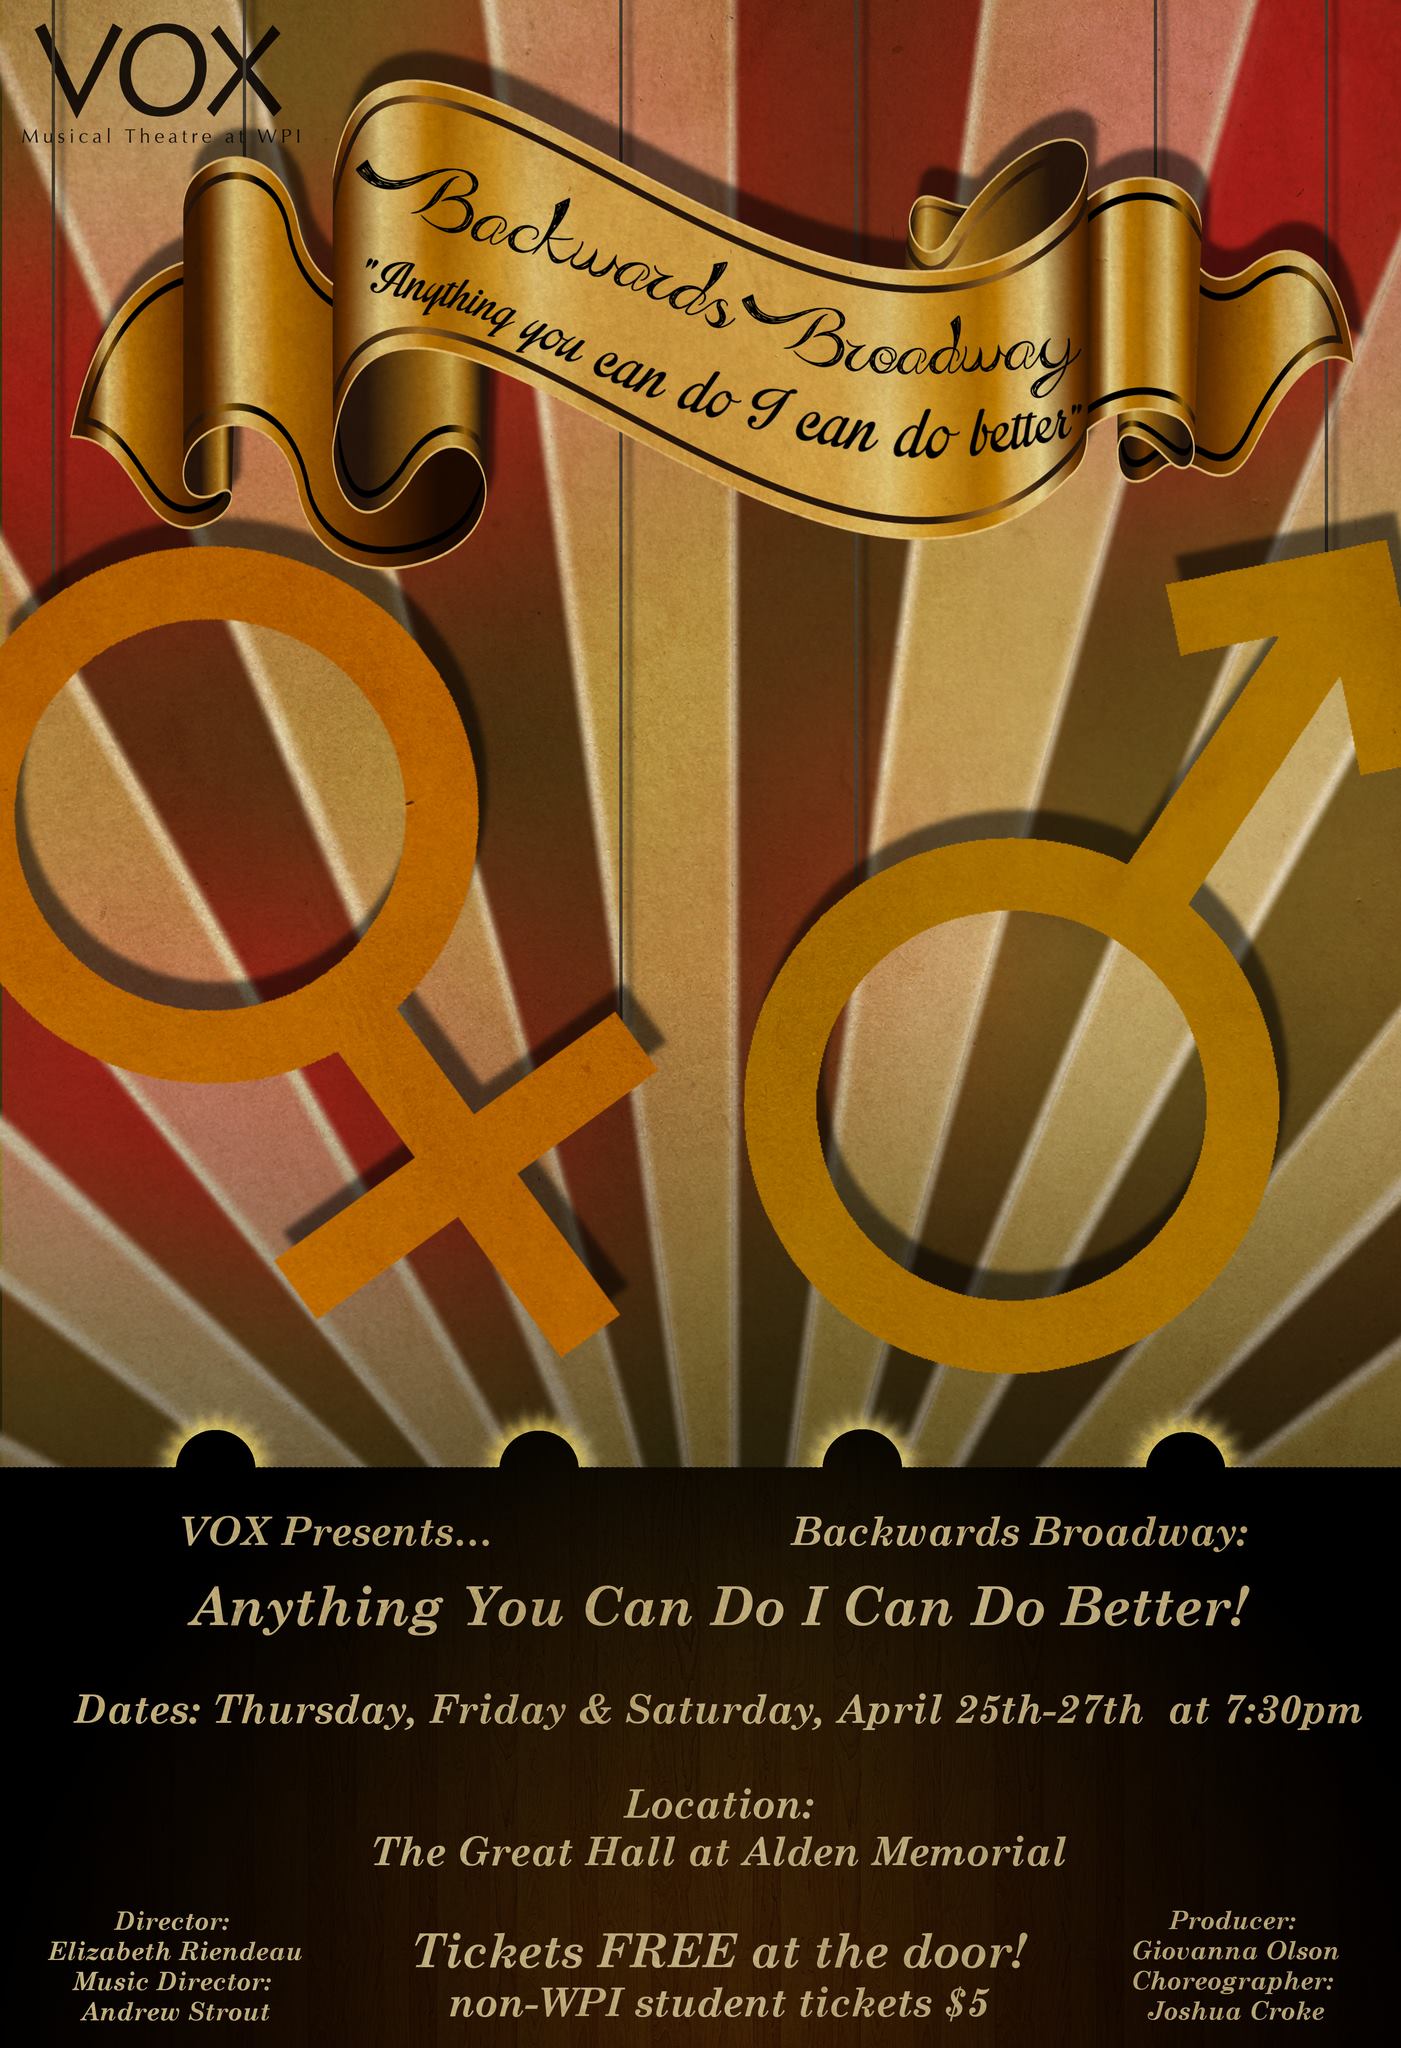 VOX
Musical Theatre at WPI
Backwards Broadway
"Anything you can do I can do better"
VOX Presents... Backwards Broadway:
Anything You Can Do I Can Do Better!
Dates: Thursday, Friday & Saturday, April 25th-27th at 7:30pm
Location:
The Great Hall at Alden Memorial
Director:
Elizabeth Riendeau
Music Director:
Andrew Strout
Tickets FREE at the door!
non-WPI student tickets $5
Producer:
Giovanna Olson
Choreographer:
Joshua Croke